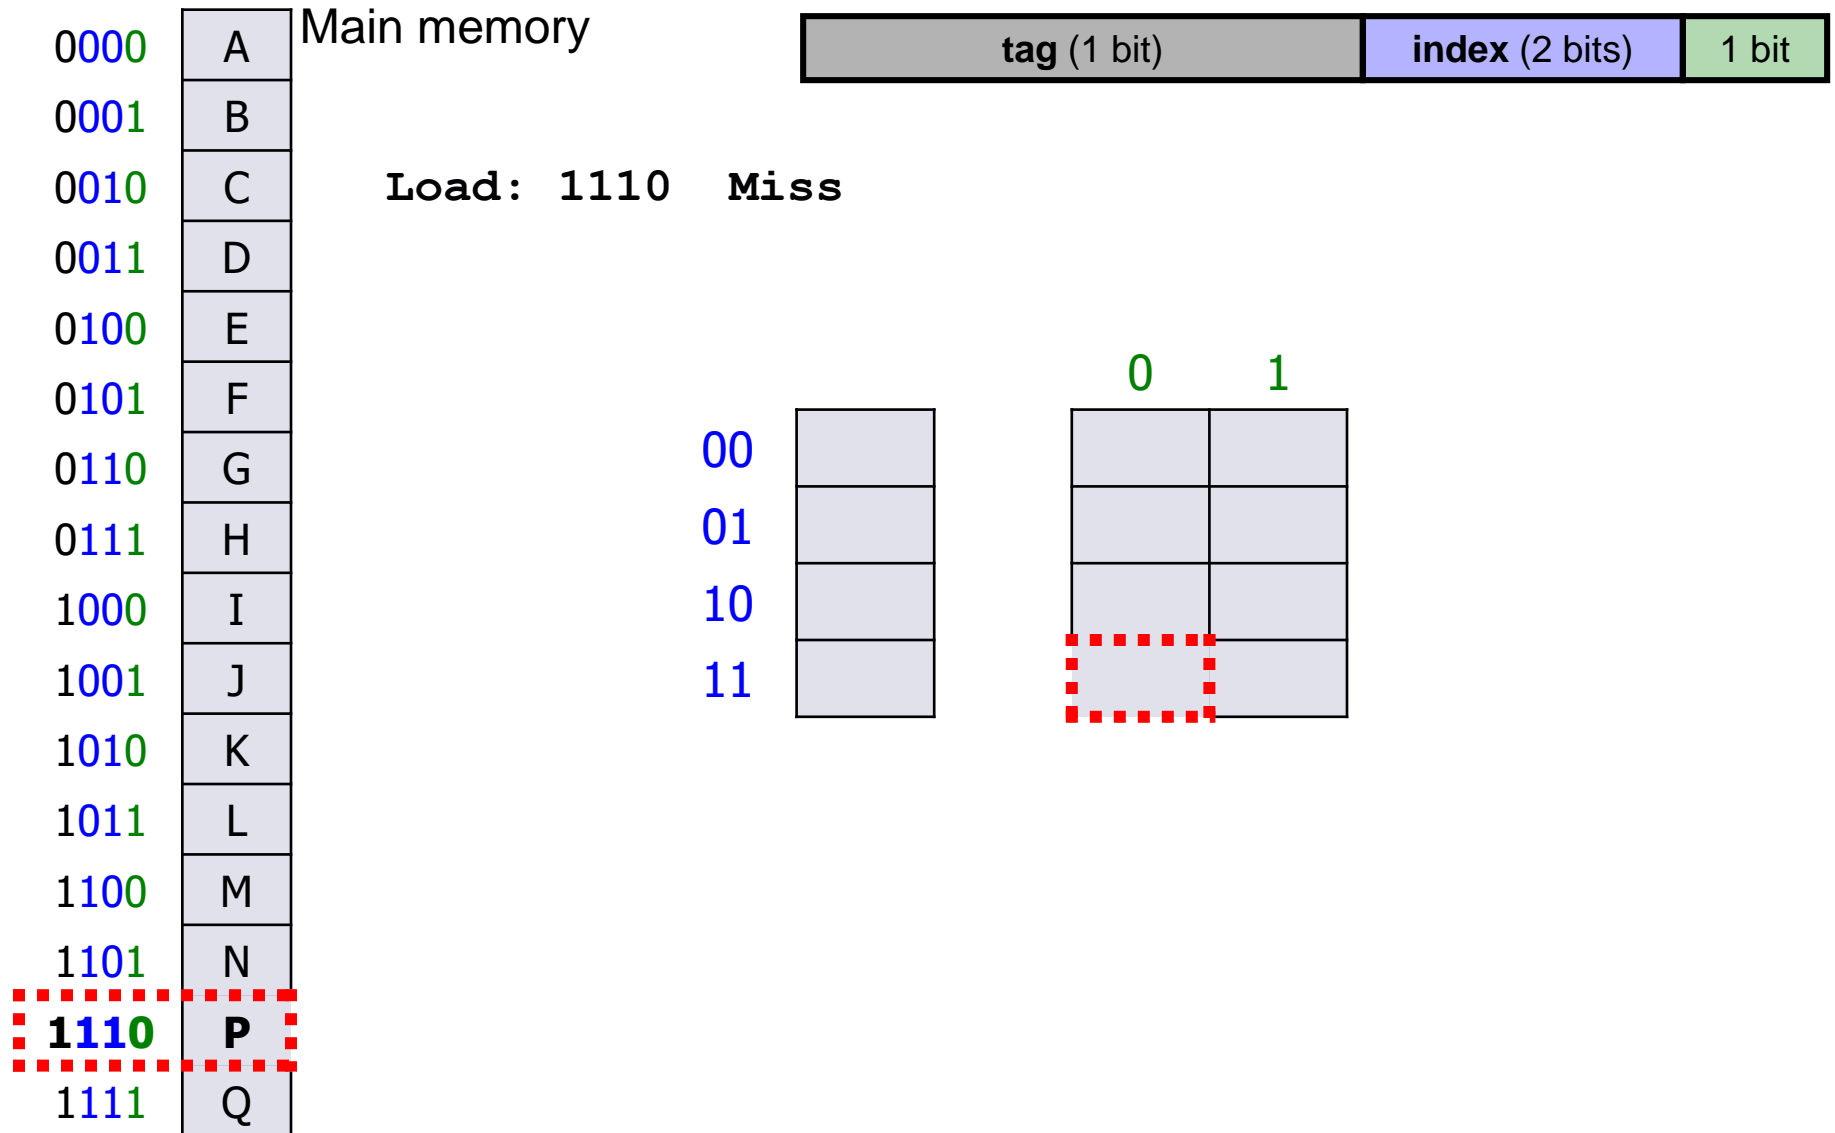 Main memory
tag (1 bit) index (2 bits) 1 bit
0000 A
0001 B
0010 C
Load: 1110 Miss
0011 D
0100 E
0 1
0101 F
00
0110 G
01
0111 H
10
1000 I
11
1001 J
1010 K
1011 L
1100 M
1101 N
1110 P
1111 Q